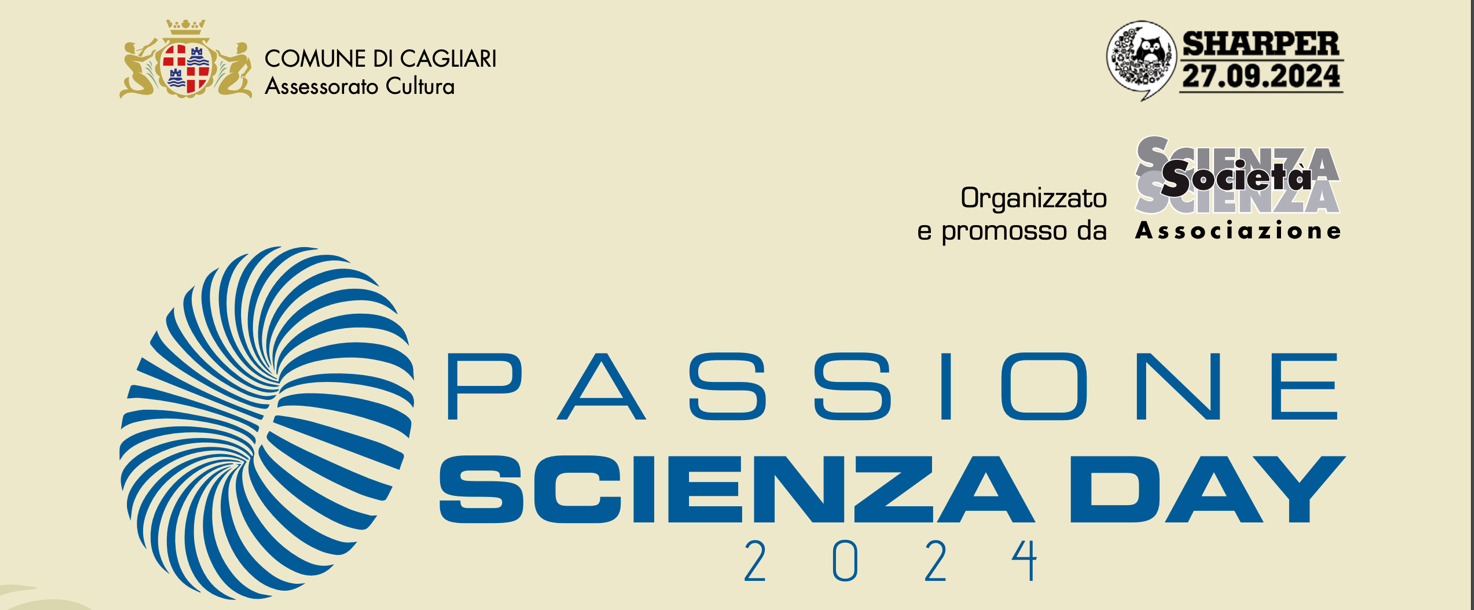 COMUNE DI CAGLIARI
Assessorato Cultura
SHARPER
27.09.2024
Organizzato
e promosso da
SCIENZA
Società
SCIENZA
Associazione
PASSIONE
SCIENZA DAY
2024